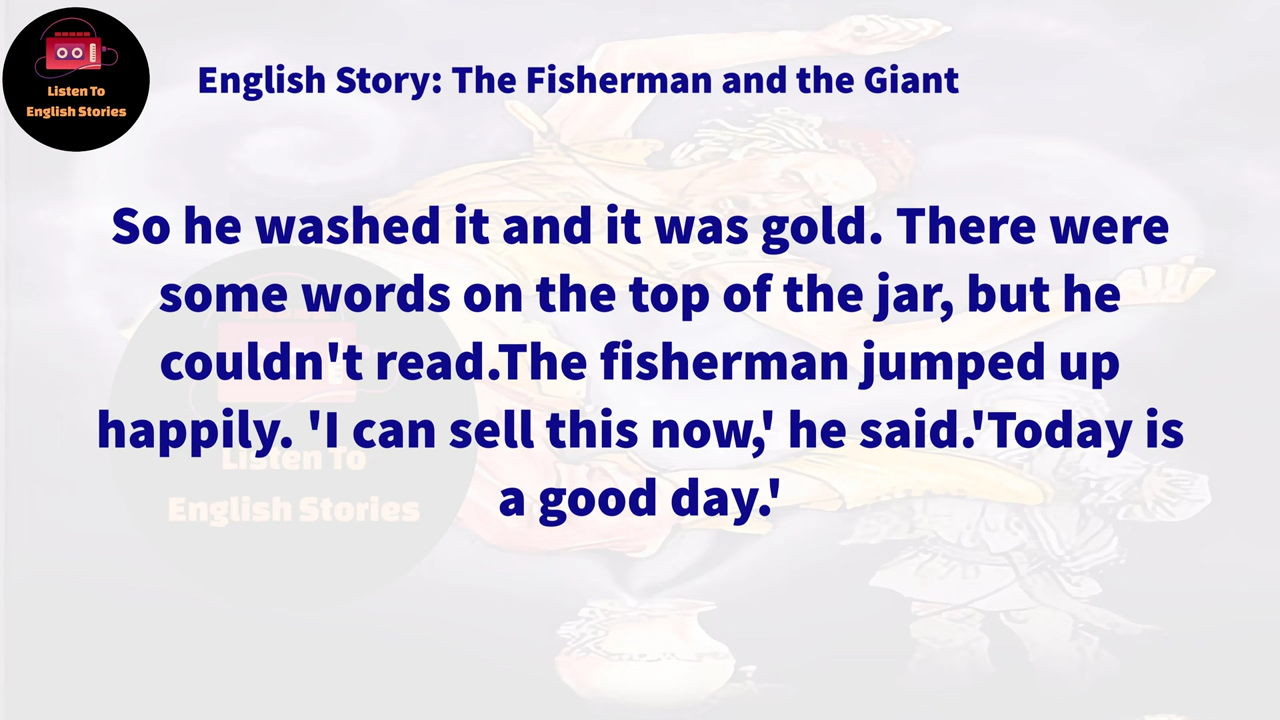 Listen To
English Stories
English Story: The Fisherman and the Giant
So he washed it and it was gold. There were
some words on the top of the jar, but he
couldn't read.The fisherman jumped up
happily. 'I can sell this now,' he said.'Today is
a good day.'
Listen To
English Stories